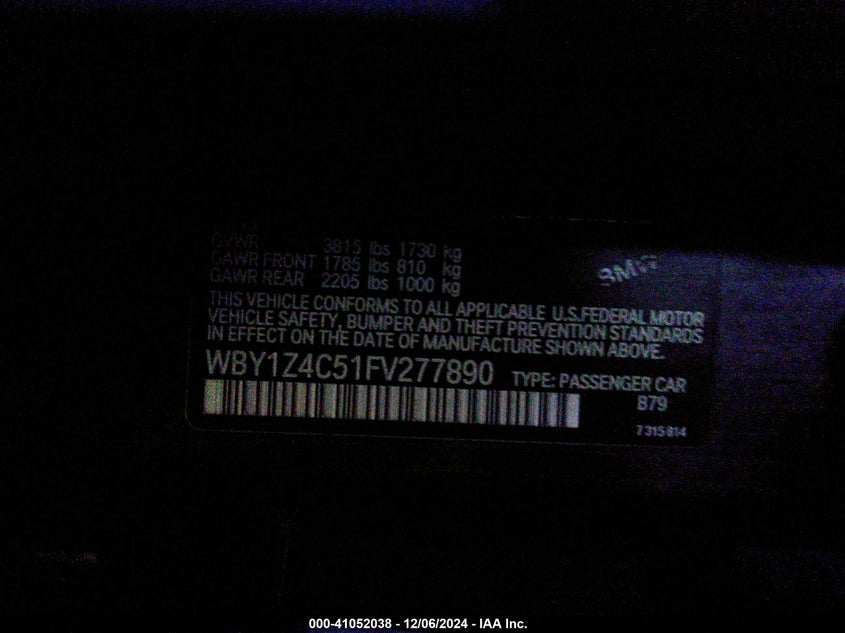 GVWR 3815 lbs 1730 kg
GAWR FRONT 1785 lbs 810 kg
GAWR REAR 2205 lbs 1000 kg
BMW
THIS VEHICLE CONFORMS TO ALL APPLICABLE U.S.FEDERAL MOTOR
VEHICLE SAFETY, BUMPER AND THEFT PREVENTION STANDARDS
IN EFFECT ON THE DATE OF MANUFACTURE SHOWN ABOVE.
WBY1Z4C51FV277890 TYPE: PASSENGER CAR
B79
7 315 814
000-41052038 - 12/06/2024 - IAA Inc.